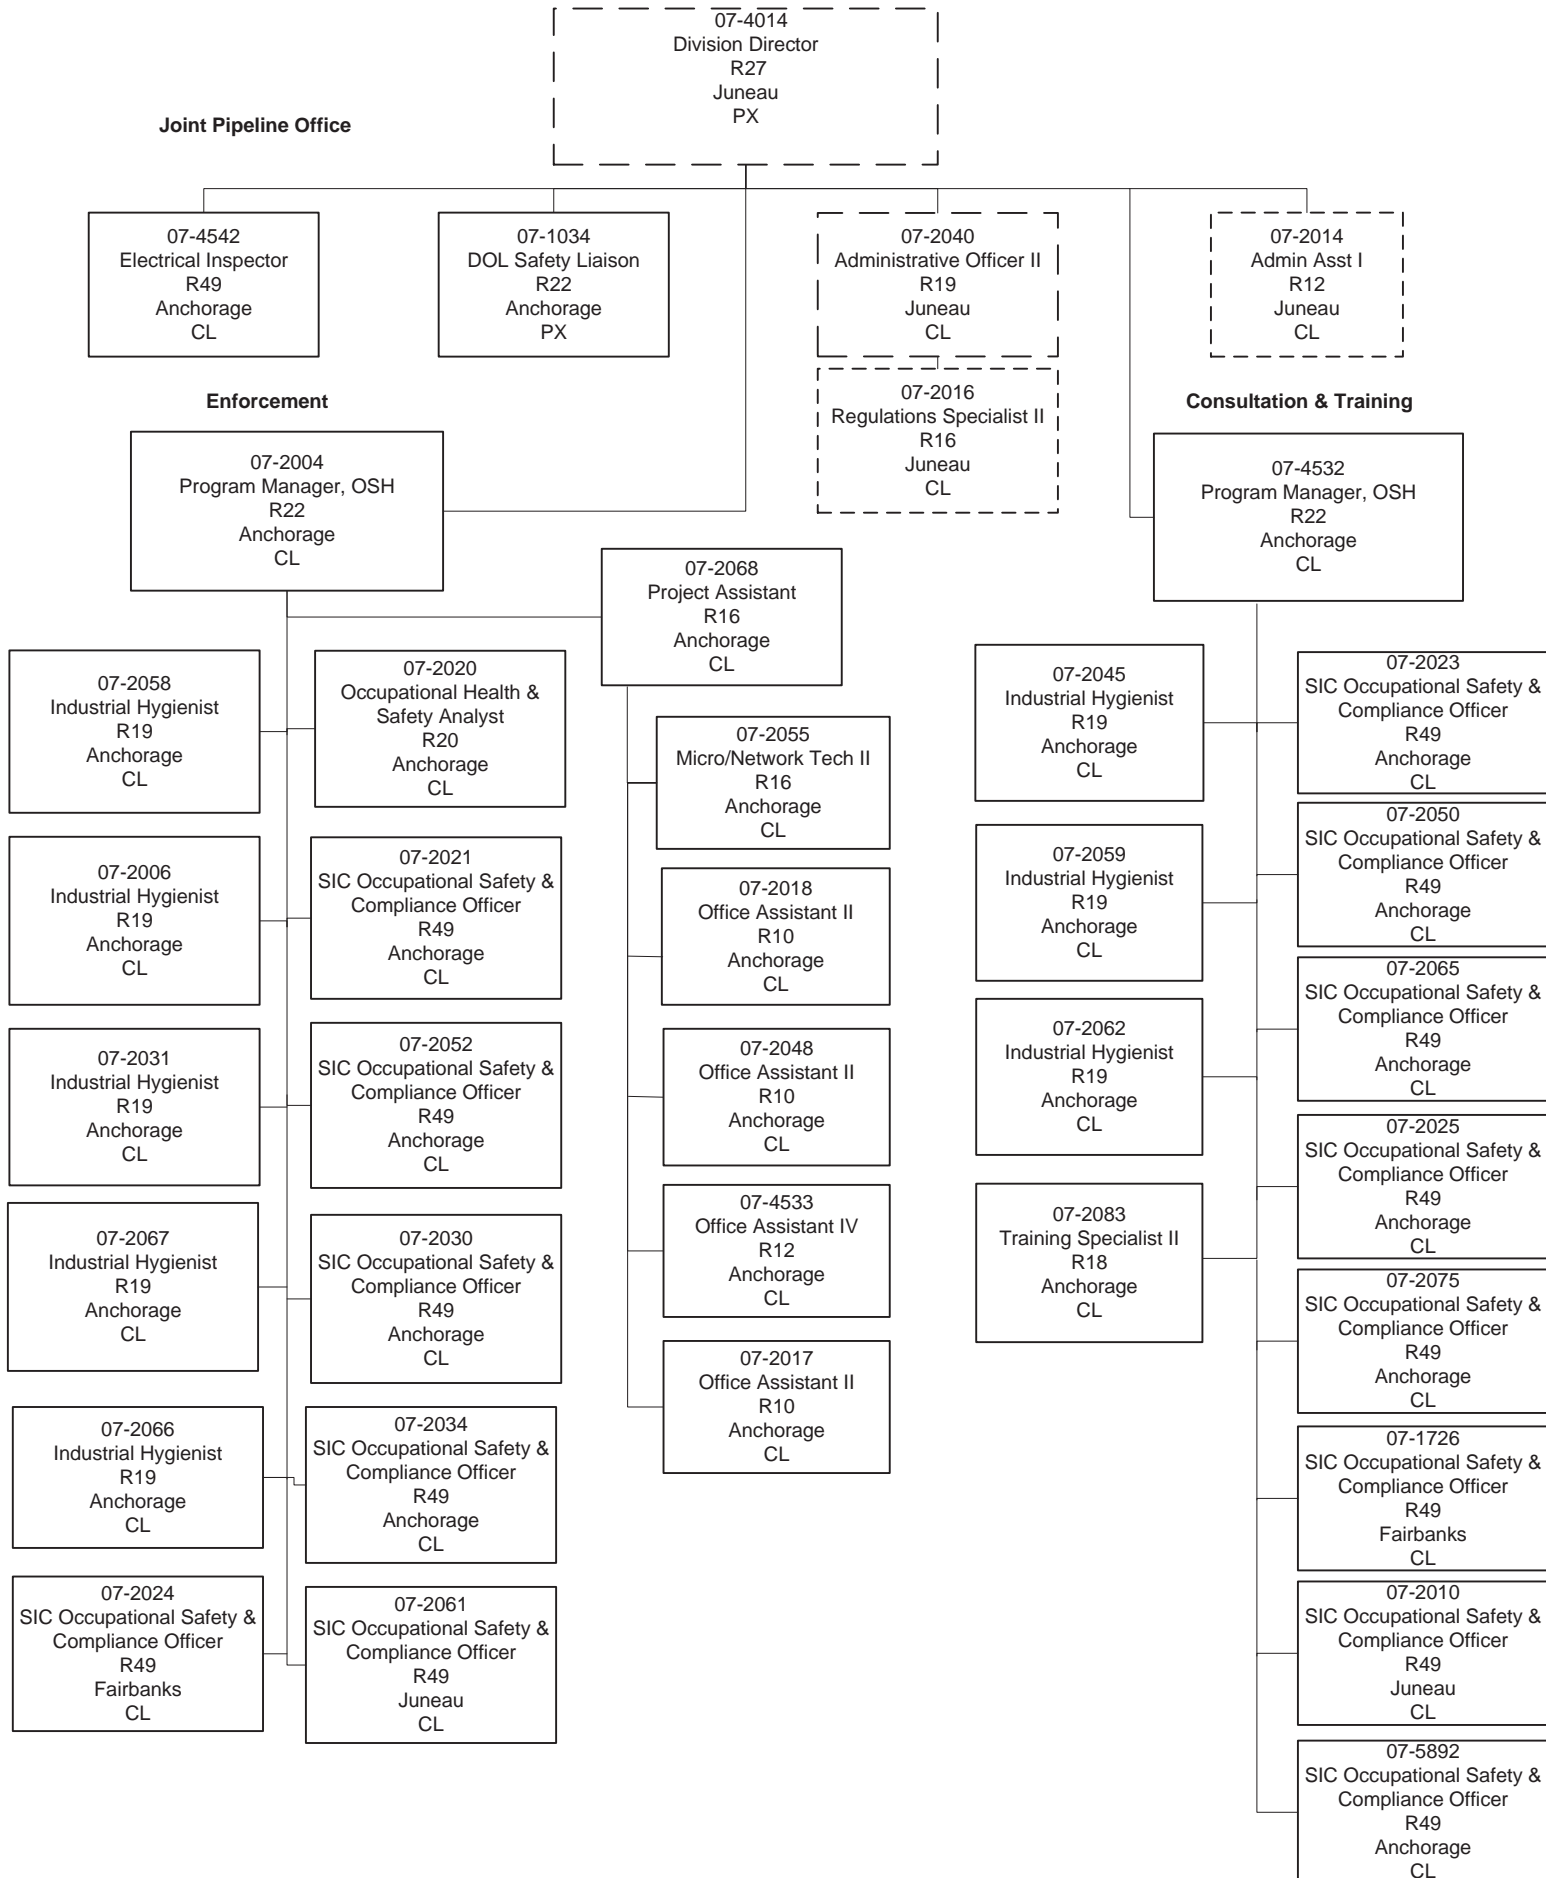 07-4014
Division Director
R27
Juneau
PX
Joint Pipeline Office
07-4542
Electrical Inspector
R49
Anchorage
CL
07-1034
DOL Safety Liaison
R22
Anchorage
PX
07-2040
Administrative Officer II
R19
Juneau
CL
07-2014
Admin Asst I
R12
Juneau
CL
07-2016
Regulations Specialist II
R16
Juneau
CL
Enforcement
07-2004
Program Manager, OSH
R22
Anchorage
CL
07-2068
Project Assistant
R16
Anchorage
CL
07-2058
Industrial Hygienist
R19
Anchorage
CL
07-2020
Occupational Health &
Safety Analyst
R20
Anchorage
CL
07-2006
Industrial Hygienist
R19
Anchorage
CL
07-2021
SIC Occupational Safety &
Compliance Officer
R49
Anchorage
CL
07-2031
Industrial Hygienist
R19
Anchorage
CL
07-2052
SIC Occupational Safety &
Compliance Officer
R49
Anchorage
CL
07-2067
Industrial Hygienist
R19
Anchorage
CL
07-2030
SIC Occupational Safety &
Compliance Officer
R49
Anchorage
CL
07-2066
Industrial Hygienist
R19
Anchorage
CL
07-2034
SIC Occupational Safety &
Compliance Officer
R49
Anchorage
CL
07-2024
SIC Occupational Safety &
Compliance Officer
R49
Fairbanks
CL
07-2061
SIC Occupational Safety &
Compliance Officer
R49
Juneau
CL
07-2055
Micro/Network Tech II
R16
Anchorage
CL
07-2018
Office Assistant II
R10
Anchorage
CL
07-2048
Office Assistant II
R10
Anchorage
CL
07-4533
Office Assistant IV
R12
Anchorage
CL
07-2017
Office Assistant II
R10
Anchorage
CL
Consultation & Training
07-4532
Program Manager, OSH
R22
Anchorage
CL
07-2045
Industrial Hygienist
R19
Anchorage
CL
07-2059
Industrial Hygienist
R19
Anchorage
CL
07-2062
Industrial Hygienist
R19
Anchorage
CL
07-2083
Training Specialist II
R18
Anchorage
CL
07-2023
SIC Occupational Safety &
Compliance Officer
R49
Anchorage
CL
07-2050
SIC Occupational Safety &
Compliance Officer
R49
Anchorage
CL
07-2065
SIC Occupational Safety &
Compliance Officer
R49
Anchorage
CL
07-2025
SIC Occupational Safety &
Compliance Officer
R49
Anchorage
CL
07-2075
SIC Occupational Safety &
Compliance Officer
R49
Anchorage
CL
07-1726
SIC Occupational Safety &
Compliance Officer
R49
Fairbanks
CL
07-2010
SIC Occupational Safety &
Compliance Officer
R49
Juneau
CL
07-5892
SIC Occupational Safety &
Compliance Officer
R49
Anchorage
CL